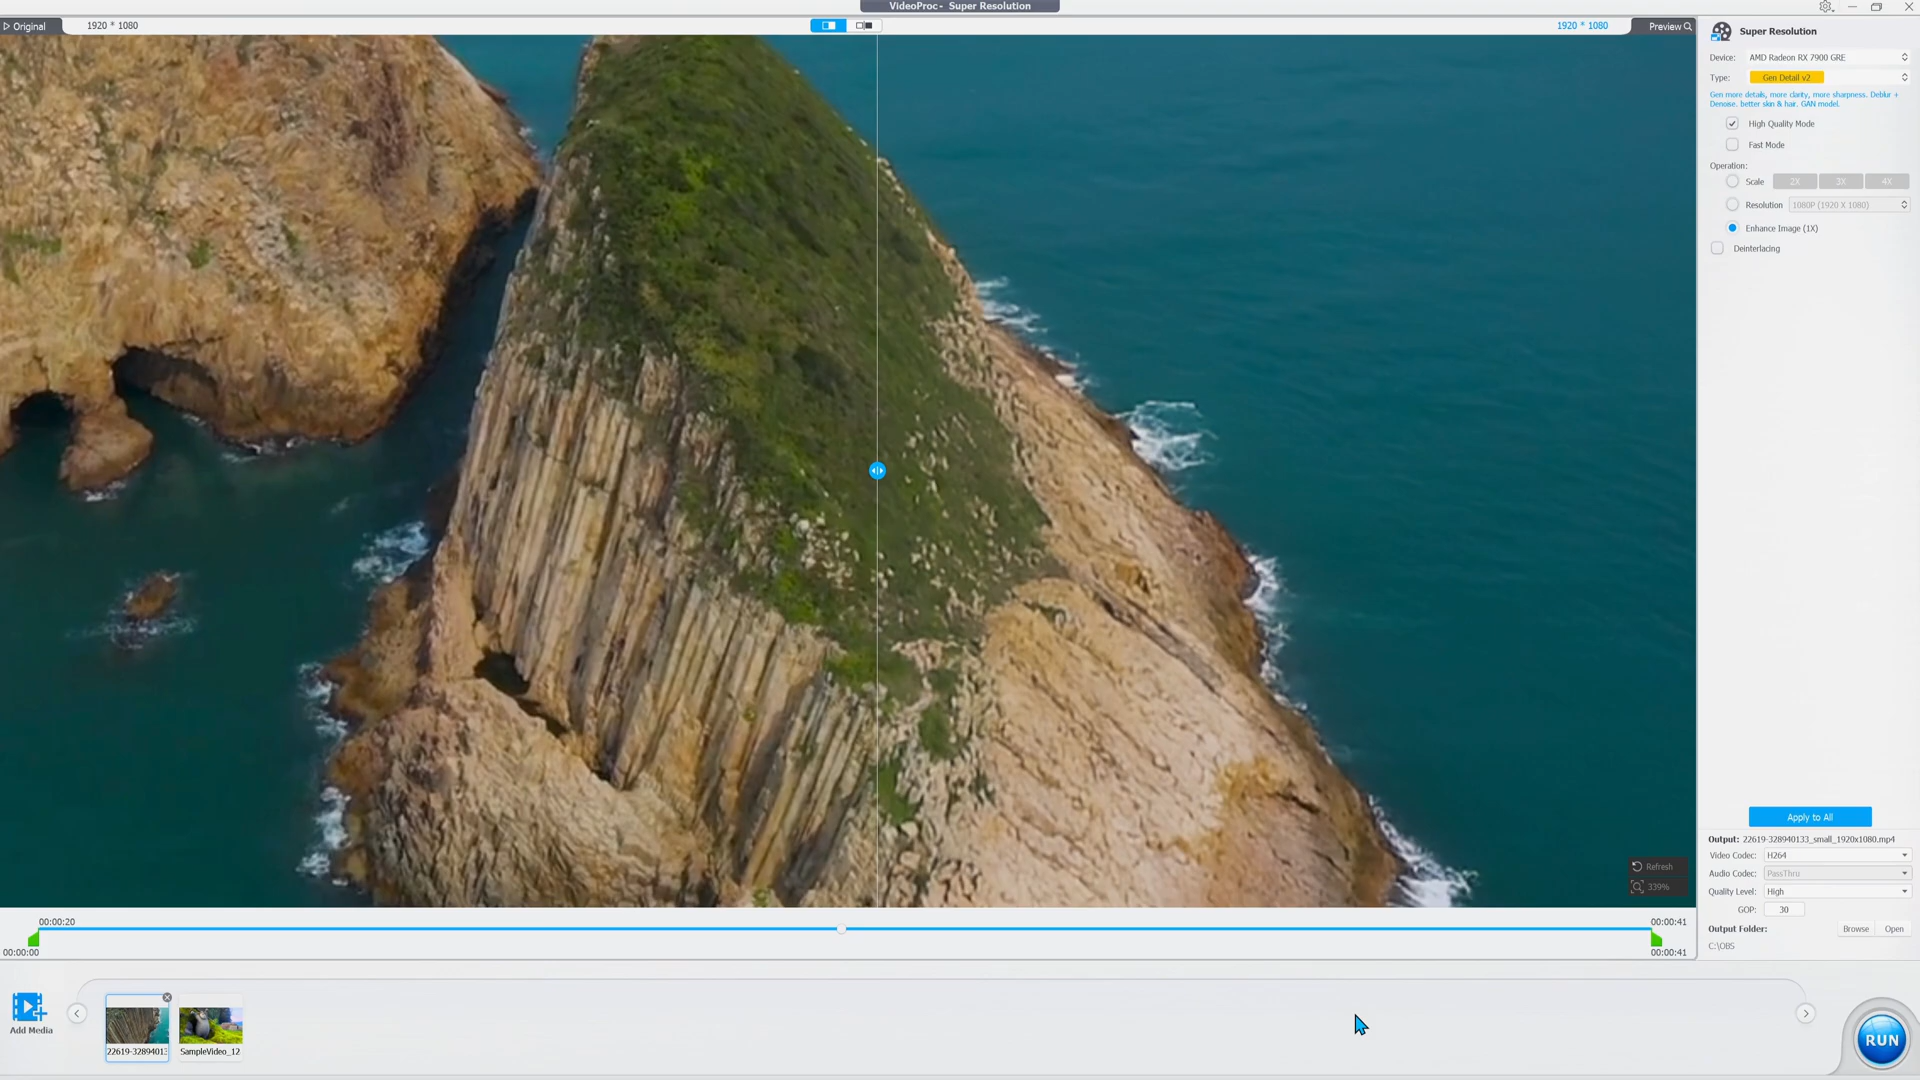 VideoProc - Super Resolution
Original
1920 * 1080
1920 * 1080
Preview
Super Resolution
Device: AMD Radeon RX 7900 GRE
Type: Gen Detail v2
Gen more details, more clarity, more sharpness. Deblur +
Denoise. better skin & hair. GAN model.
High Quality Mode
Fast Mode
Operation:
Scale 2X 3X 4X
Resolution 1080P (1920 X 1080)
Enhance Image (1X)
Deinterlacing
Refresh
339%
Apply to All
Output: 22619-328940133_small_1920x1080.mp4
Video Codec: H264
Audio Codec: PassThru
Quality Level: High
GOP: 30
Output Folder: Browse Open
C:\OBS
00:00:20
00:00:41
00:00:00
00:00:41
Add Media
22619-32894013
SampleVideo_12
RUN